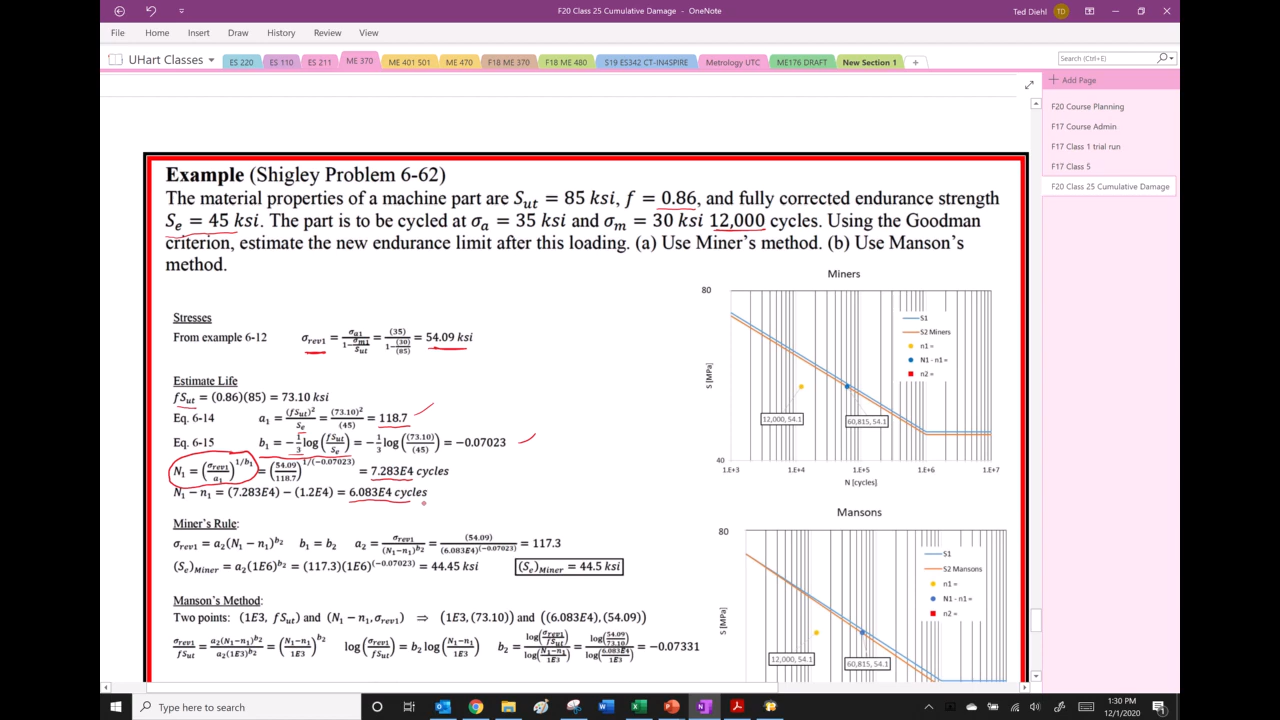 F20 Class 25 Cumulative Damage - OneNote
Ted Diehl TD
File Home Insert Draw History Review View
UHart Classes ES 220 ES 110 ES 211 ME 370 ME 401 501 ME 470 F18 ME 370 F18 ME 480 S19 ES342 CT-IN4SPIRE Metrology UTC ME176 DRAFT New Section 1 +
Search (Ctrl+E)
Add Page
F20 Course Planning
F17 Course Admin
F17 Class 1 trial run
F17 Class 5
F20 Class 25 Cumulative Damage
Example (Shigley Problem 6-62)
The material properties of a machine part are S_ut = 85 ksi, f = 0.86, and fully corrected endurance strength
S_e = 45 ksi. The part is to be cycled at σ_a = 35 ksi and σ_m = 30 ksi 12,000 cycles. Using the Goodman
criterion, estimate the new endurance limit after this loading. (a) Use Miner's method. (b) Use Manson's
method.
Stresses
From example 6-12 σ_rev1 = σ_a1/(1-σ_m1/S_ut) = (35)/(1-(30)/(85)) = 54.09 ksi
Estimate Life
fS_ut = (0.86)(85) = 73.10 ksi
Eq. 6-14 a_1 = (fS_ut)^2/S_e = (73.10)^2/(45) = 118.7
Eq. 6-15 b_1 = -1/3 log(fS_ut/S_e) = -1/3 log((73.10)/(45)) = -0.07023
N_1 = (σ_rev1/a_1)^(1/b_1) = (54.09/118.7)^(1/(-0.07023)) = 7.283E4 cycles
N_1 - n_1 = (7.283E4) - (1.2E4) = 6.083E4 cycles
Miner's Rule:
σ_rev1 = a_2(N_1 - n_1)^b_2 b_1 = b_2 a_2 = σ_rev1/(N_1-n_1)^b_2 = (54.09)/(6.083E4)^(-0.07023) = 117.3
(S_e)_Miner = a_2(1E6)^b_2 = (117.3)(1E6)^(-0.07023) = 44.45 ksi (S_e)_Miner = 44.5 ksi
Manson's Method:
Two points: (1E3, fS_ut) and (N_1 - n_1, σ_rev1) ⇒ (1E3, (73.10)) and ((6.083E4), (54.09))
σ_rev1/fS_ut = a_2(N_1-n_1)^b_2/a_2(1E3)^b_2 = ((N_1-n_1)/1E3)^b_2 log(σ_rev1/fS_ut) = b_2 log((N_1-n_1)/1E3) b_2 = log(σ_rev1/fS_ut)/log((N_1-n_1)/1E3) = log(54.09/73.10)/log(6.083E4/1E3) = -0.07331
Miners
80
S [MPa]
40
S1
S2 Miners
n1 =
N1 - n1 =
n2 =
12,000, 54.1
60,815, 54.1
1.E+3 1.E+4 1.E+5 1.E+6 1.E+7
N [cycles]
Mansons
80
S [MPa]
S1
S2 Mansons
n1 =
N1 - n1 =
n2 =
12,000, 54.1
60,815, 54.1
Type here to search
1:30 PM
12/1/2020